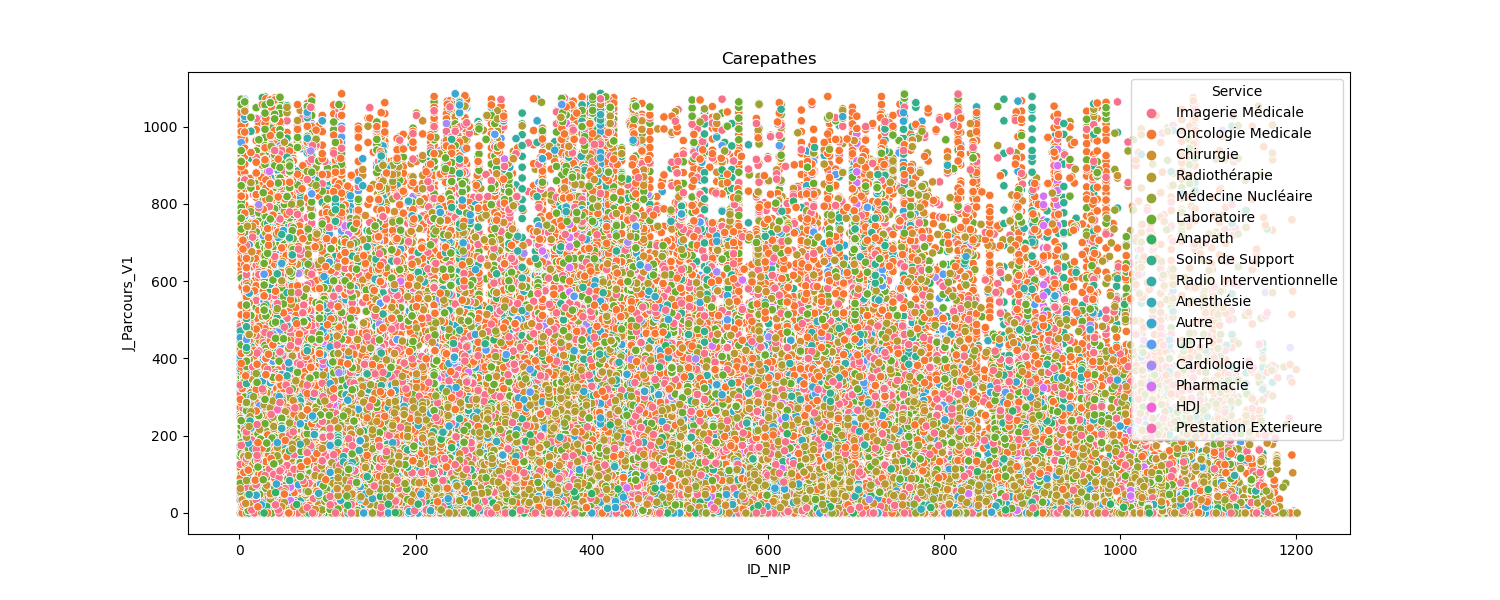 Carepathes
J_Parcours_V1
1000
800
600
400
200
0
0 200 400 600 800 1000 1200
ID_NIP
Service
Imagerie Médicale
Oncologie Medicale
Chirurgie
Radiothérapie
Médecine Nucléaire
Laboratoire
Anapath
Soins de Support
Radio Interventionnelle
Anesthésie
Autre
UDTP
Cardiologie
Pharmacie
HDJ
Prestation Exterieure